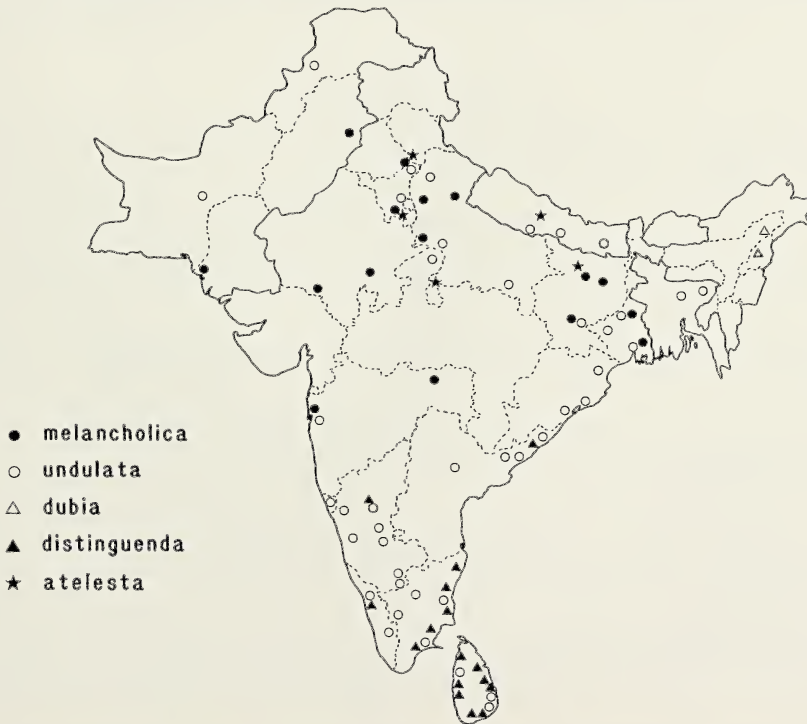 melancholica
undulata
dubia
distinguenda
atelesta